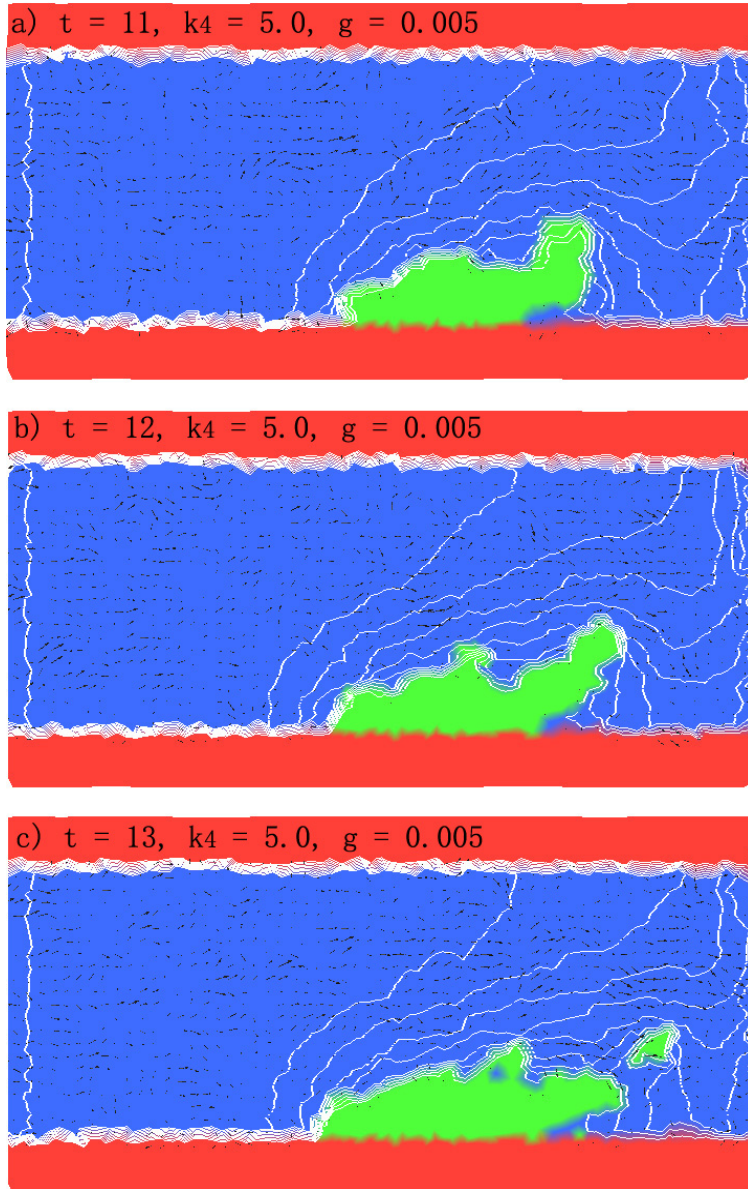 a) t = 11, k4 = 5.0, g = 0.005
b) t = 12, k4 = 5.0, g = 0.005
c) t = 13, k4 = 5.0, g = 0.005